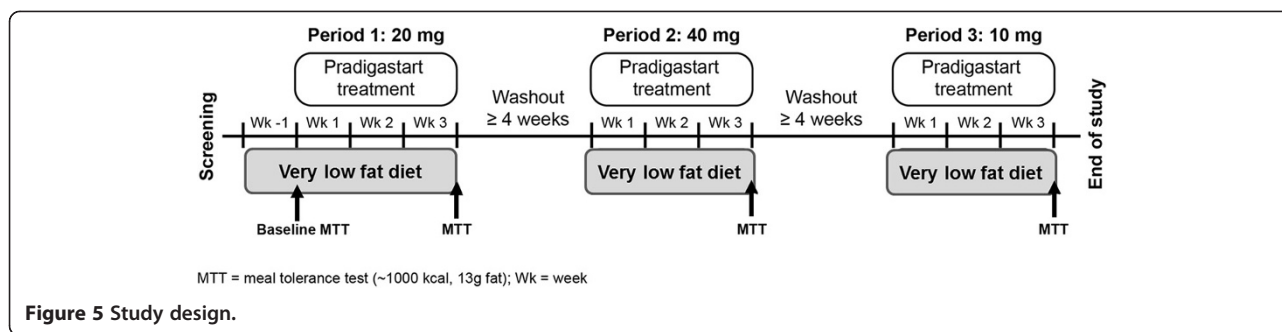 Period 1: 20 mg
Period 2: 40 mg
Period 3: 10 mg
Pradigastart
treatment
Pradigastart
treatment
Pradigastart
treatment
Screening
Washout
≥ 4 weeks
Washout
≥ 4 weeks
End of study
Wk -1
Wk 1
Wk 2
Wk 3
Wk 1
Wk 2
Wk 3
Wk 1
Wk 2
Wk 3
Very low fat diet
Very low fat diet
Very low fat diet
Baseline MTT
MTT
MTT
MTT
MTT = meal tolerance test (~1000 kcal, 13g fat); Wk = week
Figure 5 Study design.